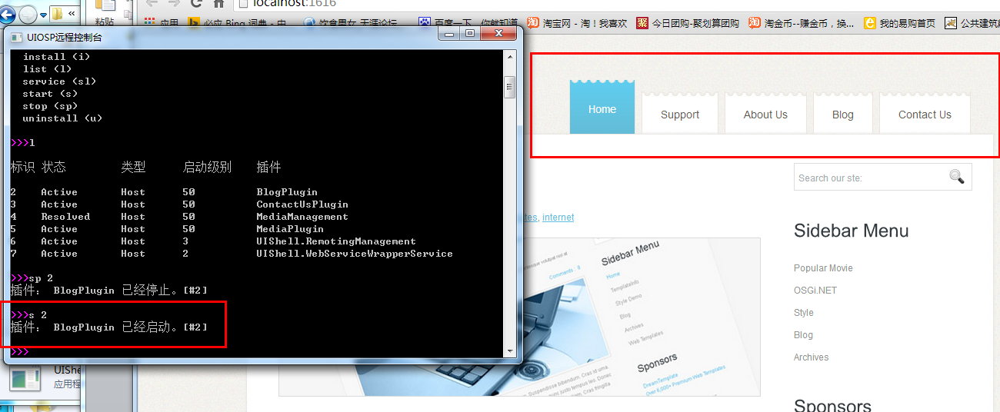 粘贴
localhost:1616
应用
必应 Bing 词典 - 中
饮食男女_天涯论坛
百度一下，你就知道
淘宝网 - 淘！我喜欢
今日团购-聚划算团购
淘金币--赚金币，换...
我的易购首页
公共建筑
UIOSP远程控制台
install (i)
list (l)
service (sl)
start (s)
stop (sp)
uninstall (u)
>>>l
标识 状态 类型 启动级别 插件
2 Active Host 50 BlogPlugin
3 Active Host 50 ContactUsPlugin
4 Resolved Host 50 MediaManagement
5 Active Host 50 MediaPlugin
6 Active Host 3 UIShell.RemotingManagement
7 Active Host 2 UIShell.WebServiceWrapperService
>>>sp 2
插件： BlogPlugin 已经停止。[#2]
>>>s 2
插件： BlogPlugin 已经启动。[#2]
>>>
UIShe
应用程
Home
Support
About Us
Blog
Contact Us
Search our ste:
tes, internet
Sidebar Menu
Popular Movie
OSGi.NET
Style
Blog
Archives
Sponsors
Sidebar Menu
Comments
Home
TemplateInfo
Style Demo
Blog
Archives
Web Templates
Sponsors
DreamTemplate
Over 6,000+ Premium Web Templates
Suspendisse bibendum. Cras id urna.